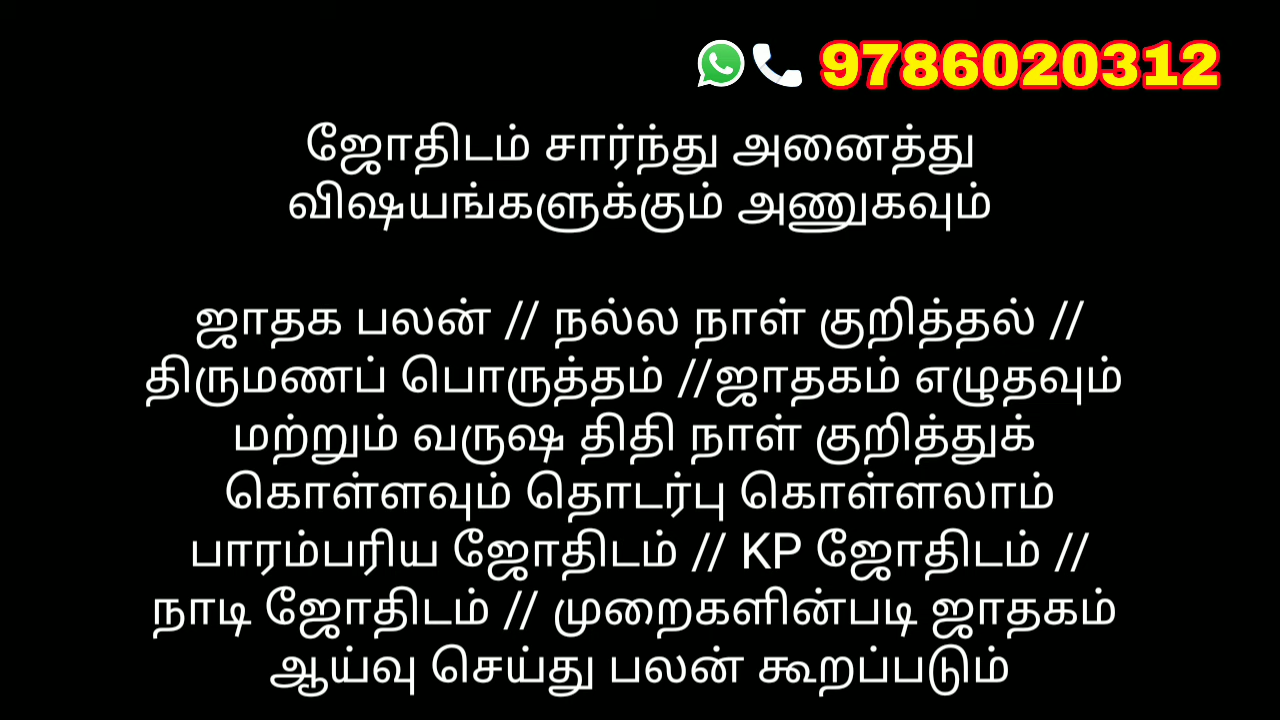 9786020312
ஜோதிடம் சார்ந்து அனைத்து
விஷயங்களுக்கும் அணுகவும்
ஜாதக பலன் // நல்ல நாள் குறித்தல் //
திருமணப் பொருத்தம் //ஜாதகம் எழுதவும்
மற்றும் வருஷ திதி நாள் குறித்துக்
கொள்ளவும் தொடர்பு கொள்ளலாம்
பாரம்பரிய ஜோதிடம் // KP ஜோதிடம் //
நாடி ஜோதிடம் // முறைகளின்படி ஜாதகம்
ஆய்வு செய்து பலன் கூறப்படும்